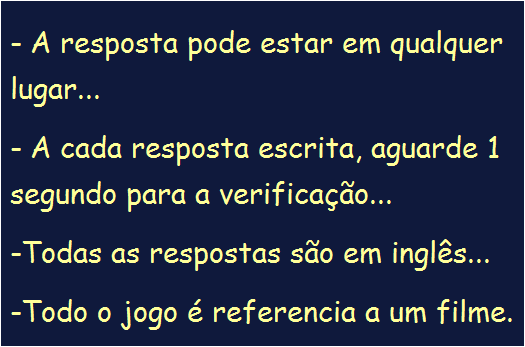 - A resposta pode estar em qualquer
lugar...
- A cada resposta escrita, aguarde 1
segundo para a verificação...
-Todas as respostas são em inglês...
-Todo o jogo é referencia a um filme.